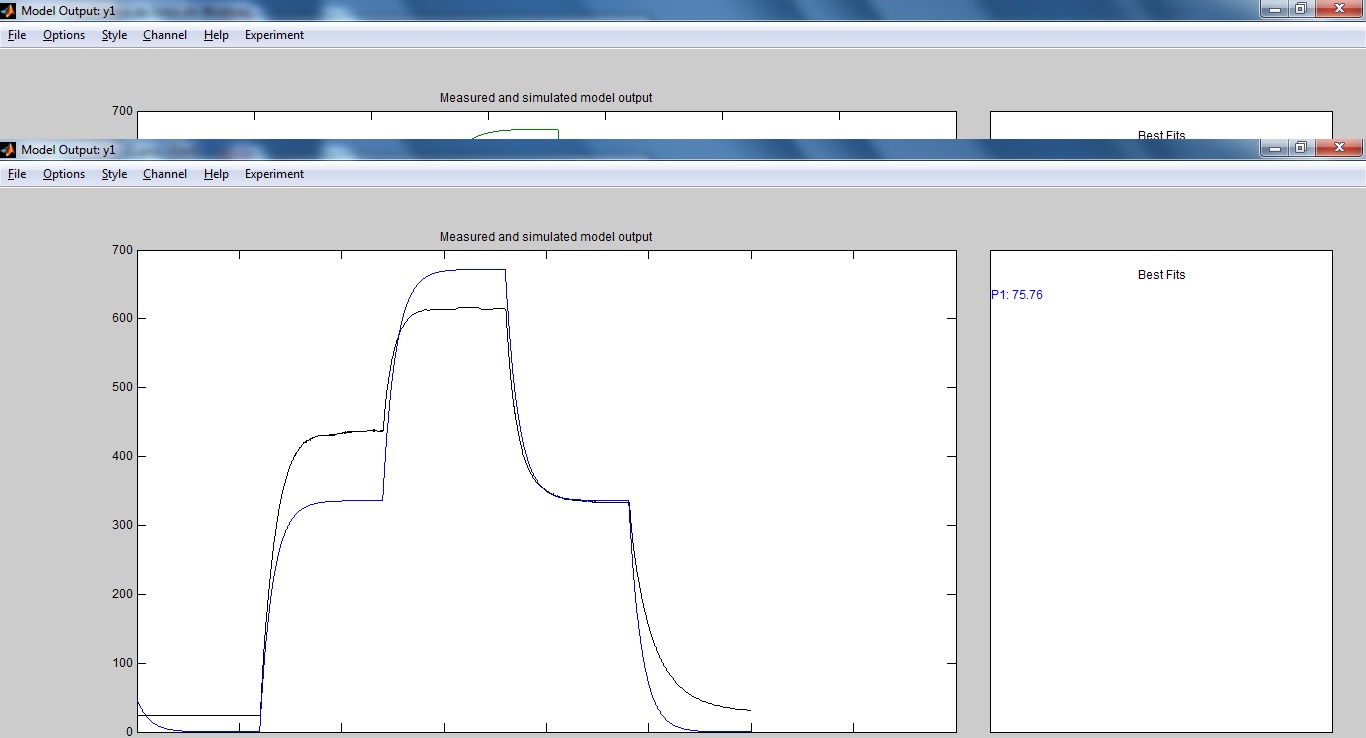 Model Output: y1
File Options Style Channel Help Experiment
Measured and simulated model output
700
Best Fits
Model Output: y1
File Options Style Channel Help Experiment
Measured and simulated model output
700
600
500
400
300
200
100
0
Best Fits
P1: 75.76